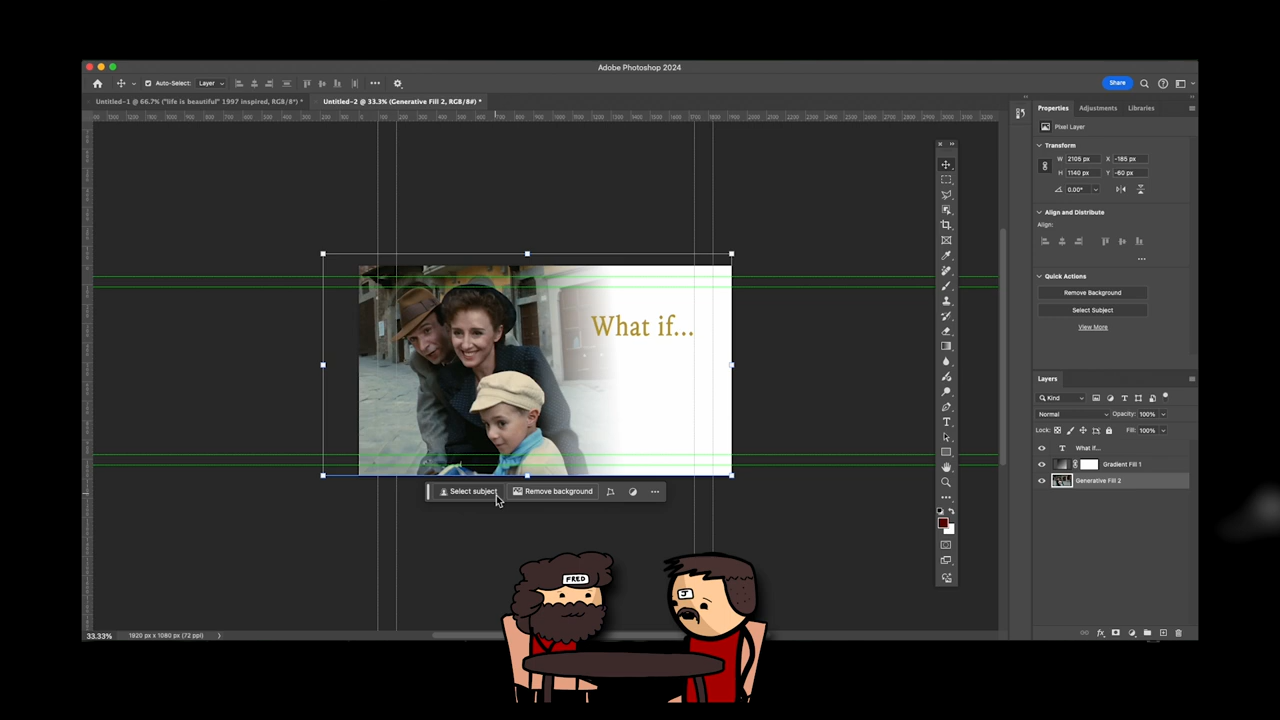 Adobe Photoshop 2024
Auto-Select: Layer
Share
Untitled-1 @ 66.7% ("life is beautiful" 1997 inspired, RGB/8*) *
Untitled-2 @ 33.3% (Generative Fill 2, RGB/8#) *
Properties Adjustments Libraries
Pixel Layer
Transform
W 2105 px X -185 px
H 1140 px Y -60 px
0.00°
Align and Distribute
Align:
Quick Actions
Remove Background
Select Subject
View More
What if...
Layers
Kind
Normal Opacity: 100%
Lock: Fill: 100%
T What if...
Gradient Fill 1
Generative Fill 2
Select subject Remove background
FRED
J
33.33% 1920 px x 1080 px (72 ppi)